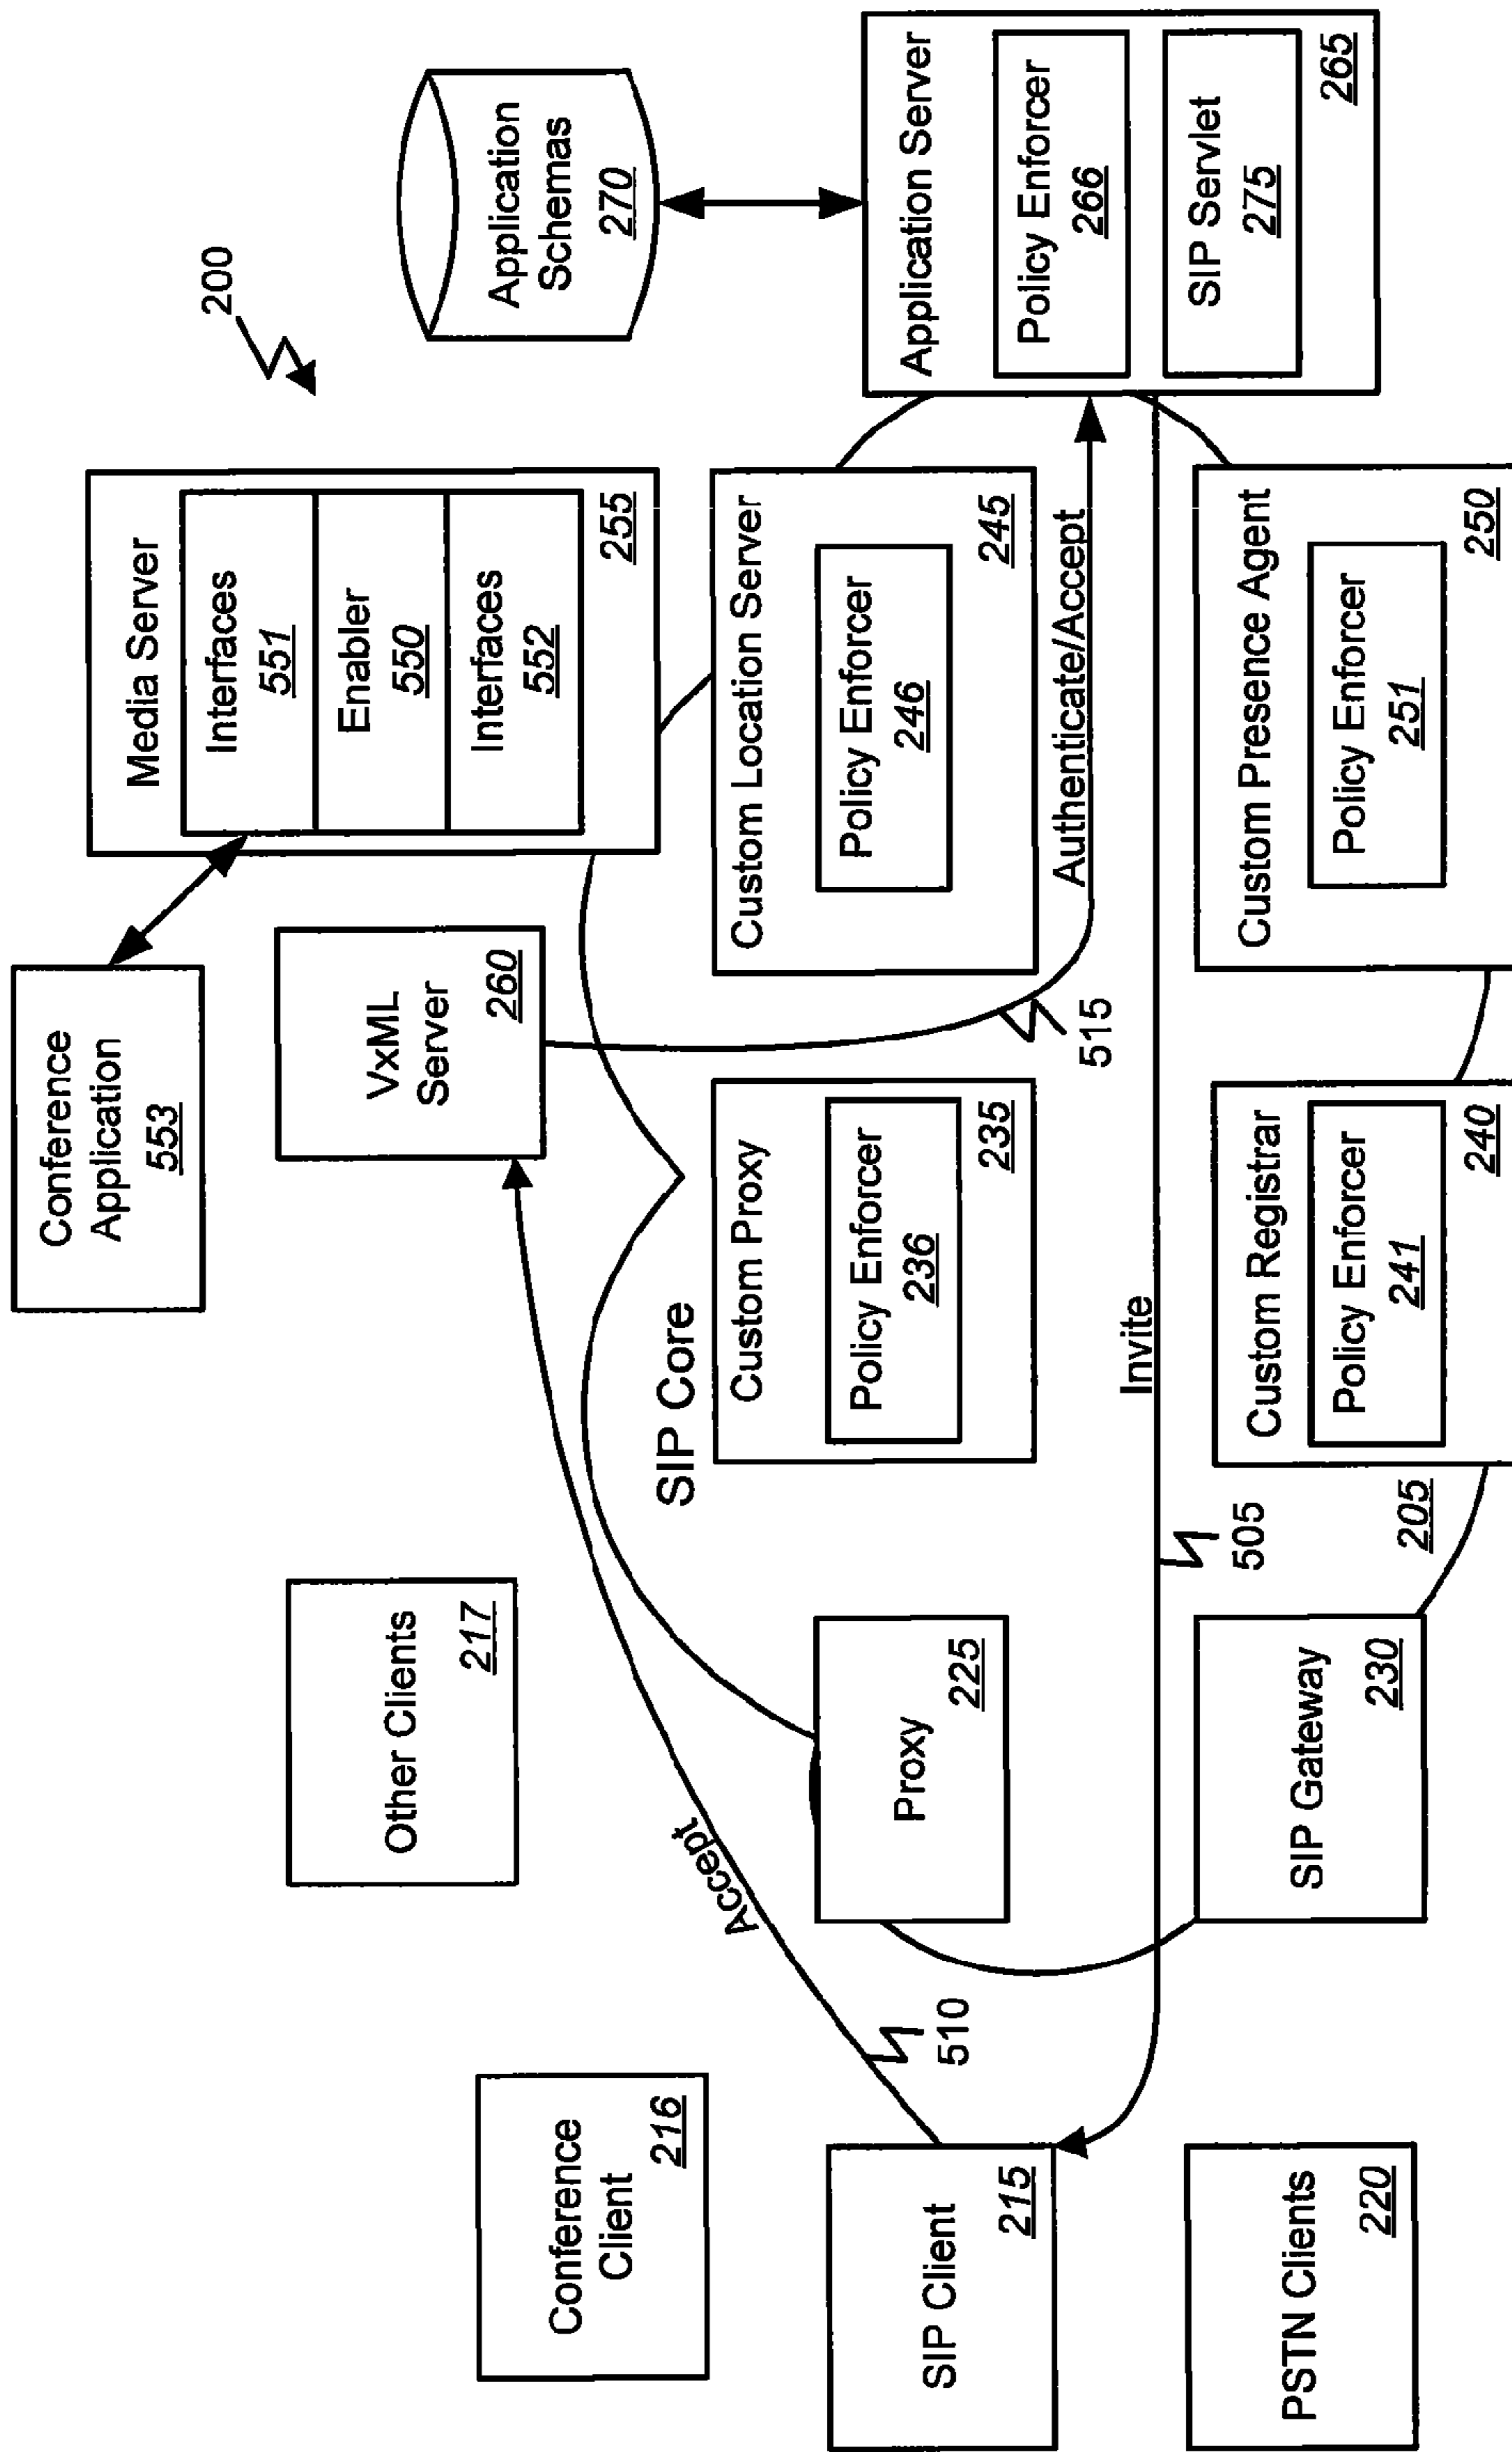 Conference
Application
553
200
Media Server
Interfaces
551
Enabler
550
Interfaces
552
255
Application
Schemas
270
Other Clients
217
VxML
Server
260
Conference
Client
216
SIP Core
Accept
510
Custom Proxy
Policy Enforcer
236
235
Custom Location Server
Policy Enforcer
246
245
Application Server
Policy Enforcer
266
SIP Servlet
275
265
Proxy
225
SIP Client
215
515
Authenticate/Accept
Invite
505
205
SIP Gateway
230
PSTN Clients
220
Custom Registrar
Policy Enforcer
241
240
Custom Presence Agent
Policy Enforcer
251
250